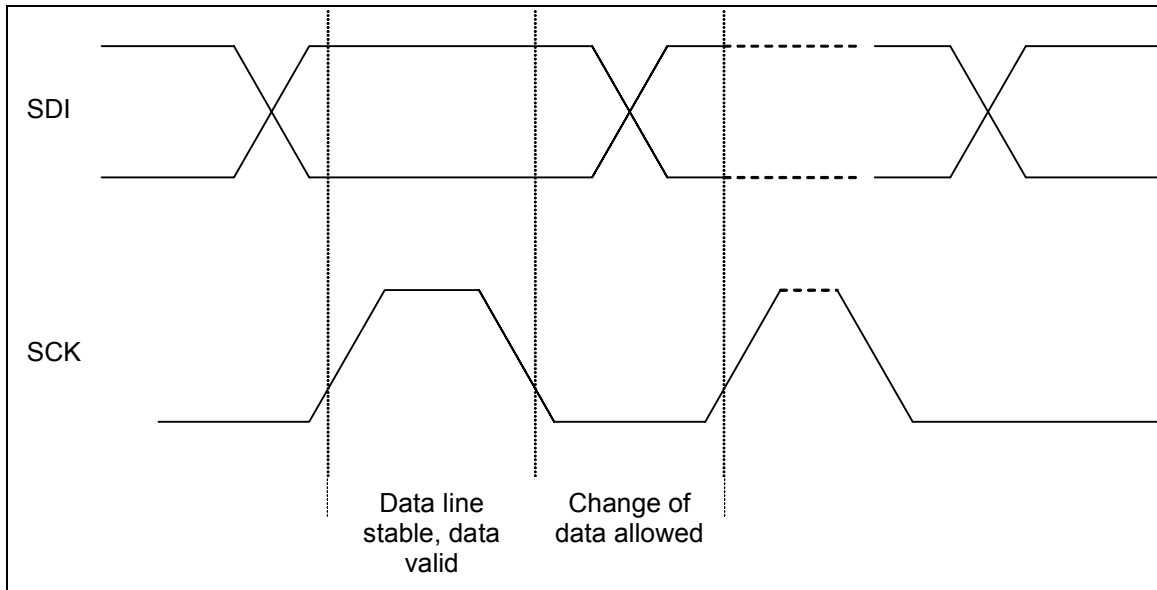 SDI
SCK
Data line
stable, data
valid
Change of
data allowed